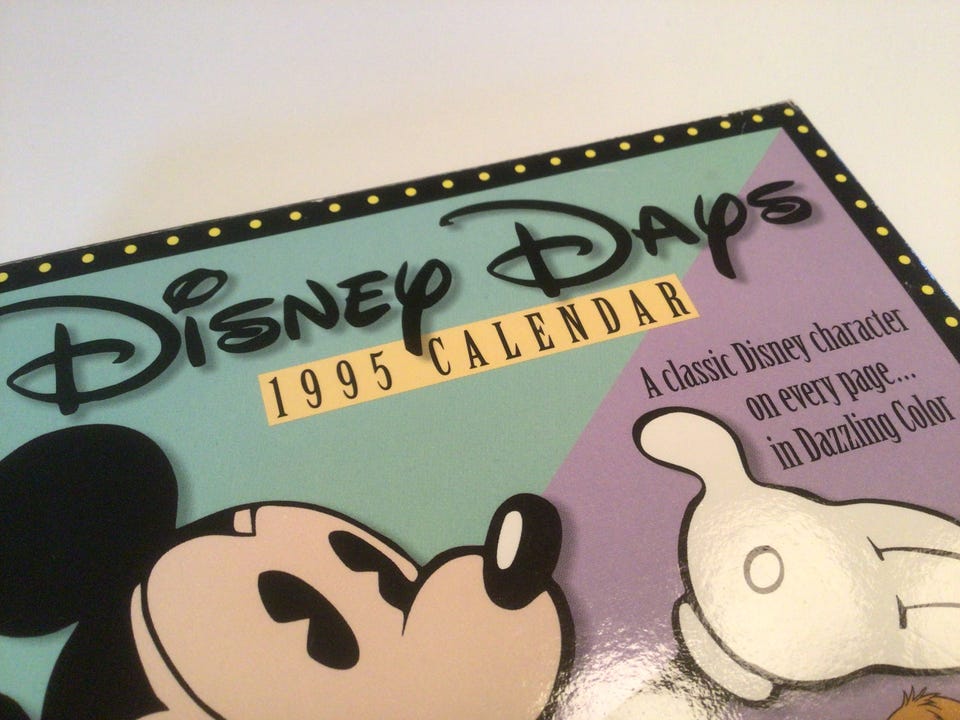 Disney Days
1995 CALENDAR
A classic Disney character
on every page...
in Dazzling Color